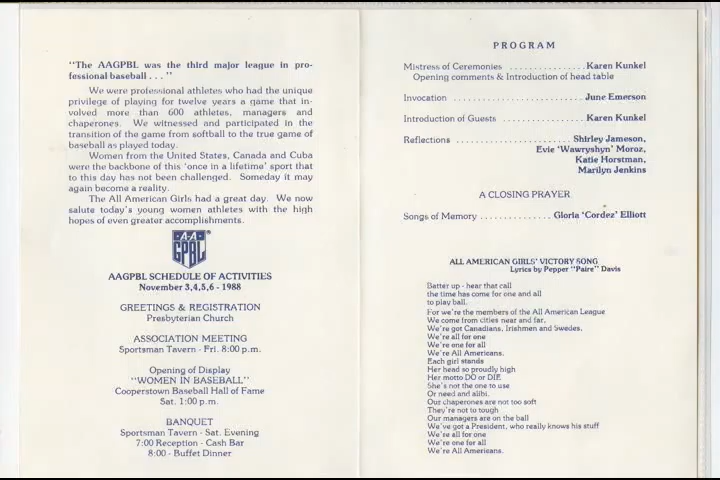 "The AAGPBL was the third major league in pro-
fessional baseball . . ."
We were professional athletes who had the unique
privilege of playing for twelve years a game that in-
volved more than 600 athletes, managers and
chaperones. We witnessed and participated in the
transition of the game from softball to the true game of
baseball as played today.
Women from the United States, Canada and Cuba
were the backbone of this 'once in a lifetime' sport that
to this day has not been challenged. Someday it may
again become a reality.
The All American Girls had a great day. We now
salute today's young women athletes with the high
hopes of even greater accomplishments.
A-A
GPBL
AAGPBL SCHEDULE OF ACTIVITIES
November 3,4,5,6 - 1988
GREETINGS & REGISTRATION
Presbyterian Church
ASSOCIATION MEETING
Sportsman Tavern - Fri. 8:00 p.m.
Opening of Display
"WOMEN IN BASEBALL"
Cooperstown Baseball Hall of Fame
Sat. 1:00 p.m.
BANQUET
Sportsman Tavern - Sat. Evening
7:00 Reception - Cash Bar
8:00 - Buffet Dinner
PROGRAM
Mistress of Ceremonies . . . . . . . . . . . . . . . . Karen Kunkel
Opening comments & Introduction of head table
Invocation . . . . . . . . . . . . . . . . . . . . . . . . June Emerson
Introduction of Guests . . . . . . . . . . . . . . . Karen Kunkel
Reflections . . . . . . . . . . . . . . . . . . . . . Shirley Jameson,
Evie 'Wawryshyn' Moroz,
Katie Horstman,
Marilyn Jenkins
A CLOSING PRAYER
Songs of Memory . . . . . . . . . . . . . Gloria 'Cordez' Elliott
ALL AMERICAN GIRLS' VICTORY SONG
Lyrics by Pepper "Paire" Davis
Batter up - hear that call
the time has come for one and all
to play ball.
For we're the members of the All American League
We come from cities near and far.
We've got Canadians, Irishmen and Swedes.
We're all for one
We're one for all
We're All Americans.
Each girl stands
Her head so proudly high
Her motto DO or DIE
She's not the one to use
Or need and alibi.
Our chaperones are not too soft
They're not to tough
Our managers are on the ball
We've got a President, who really knows his stuff
We're all for one
We're one for all
We're All Americans.